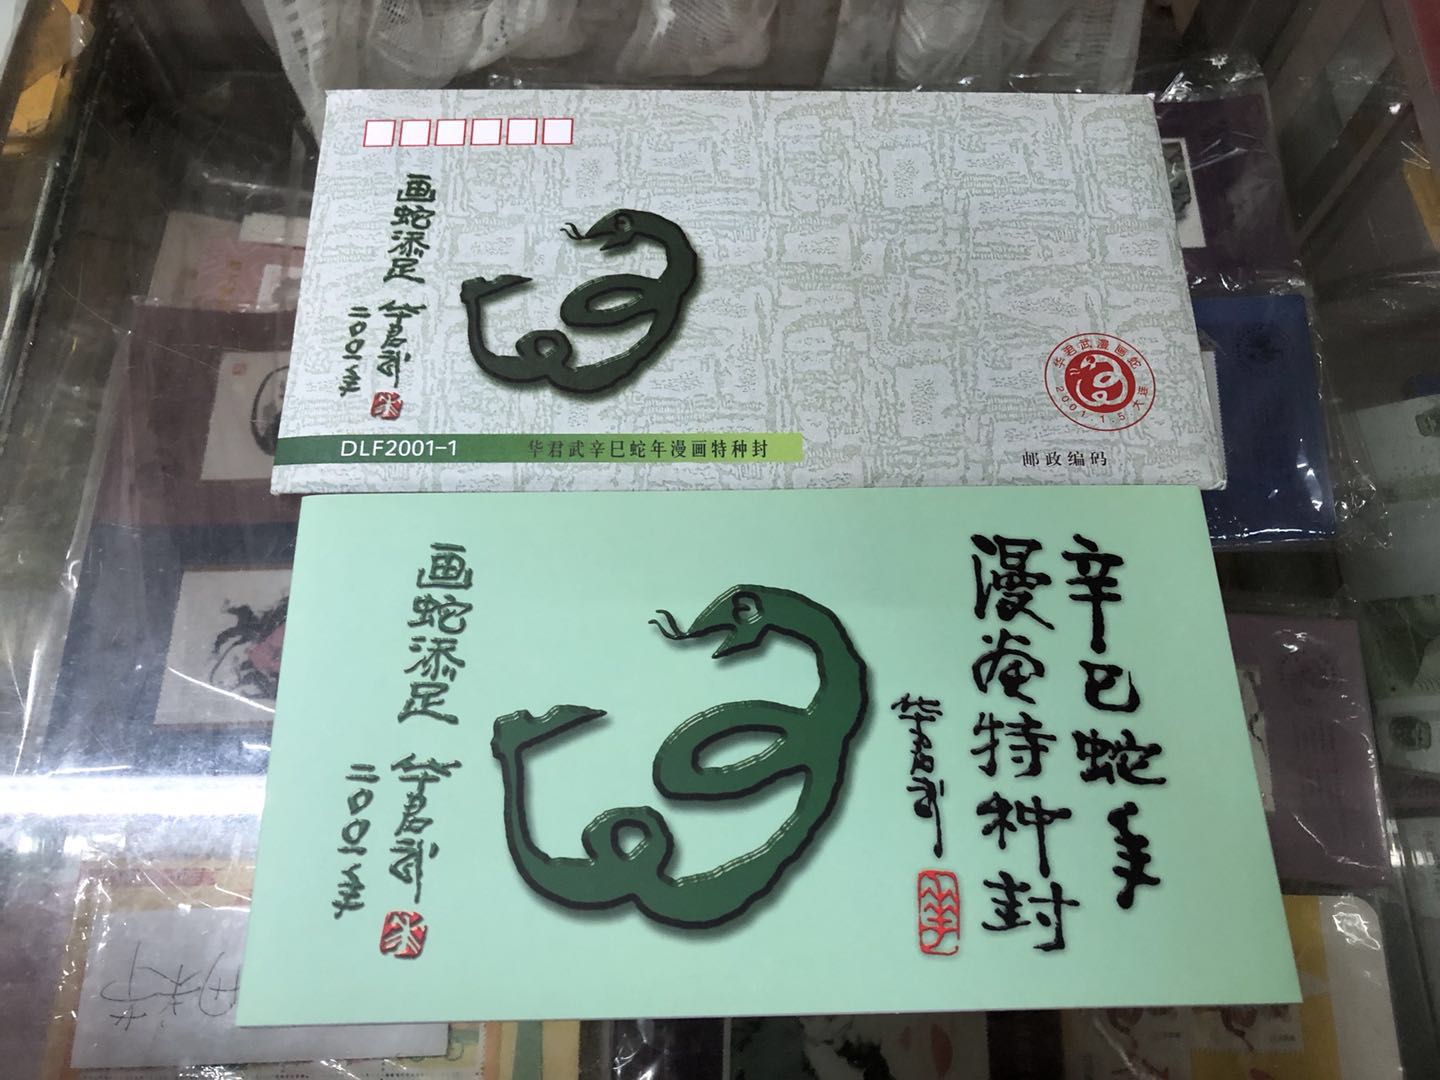 画蛇添足
华君武
二〇〇一年
DLF2001-1
华君武辛巳蛇年漫画特种封
华君武漫画蛇
2001.1.5 大连
邮政编码
辛巳蛇年
漫画特种封
华君武
画蛇添足
华君武
二〇〇一年